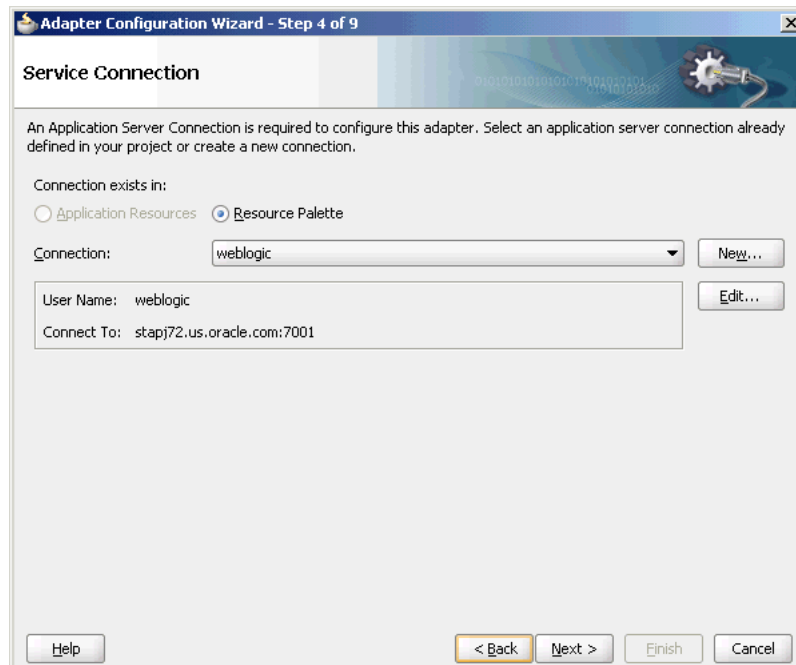 Adapter Configuration Wizard - Step 4 of 9
Service Connection
An Application Server Connection is required to configure this adapter. Select an application server connection already
defined in your project or create a new connection.
Connection exists in:
Application Resources Resource Palette
Connection: weblogic New...
User Name: weblogic Edit...
Connect To: stapj72.us.oracle.com:7001
Help < Back Next > Finish Cancel